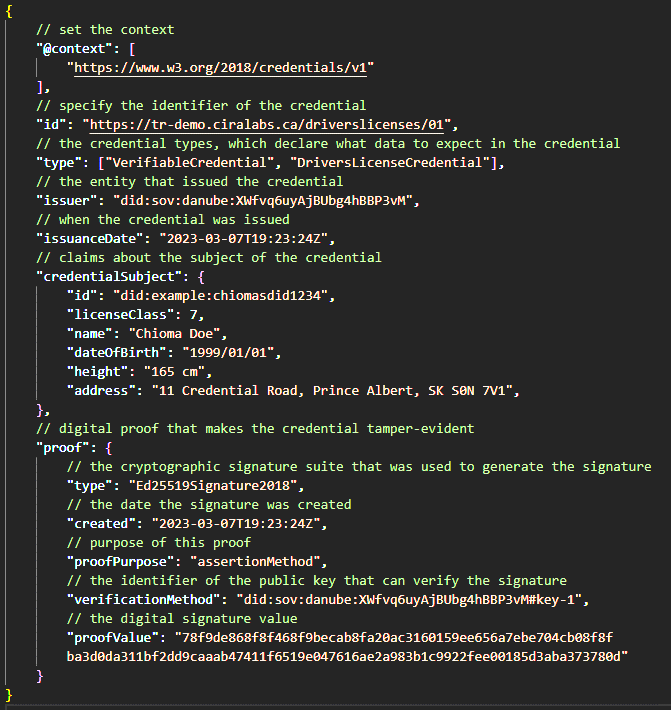 {
// set the context
"@context": [
"https://www.w3.org/2018/credentials/v1"
],
// specify the identifier of the credential
"id": "https://tr-demo.ciralabs.ca/driverslicenses/01",
// the credential types, which declare what data to expect in the credential
"type": ["VerifiableCredential", "DriversLicenseCredential"],
// the entity that issued the credential
"issuer": "did:sov:danube:XWfvq6uyAjBUbg4hBBP3vM",
// when the credential was issued
"issuanceDate": "2023-03-07T19:23:24Z",
// claims about the subject of the credential
"credentialSubject": {
"id": "did:example:chiomasdid1234",
"licenseClass": 7,
"name": "Chioma Doe",
"dateOfBirth": "1999/01/01",
"height": "165 cm",
"address": "11 Credential Road, Prince Albert, SK S0N 7V1",
},
// digital proof that makes the credential tamper-evident
"proof": {
// the cryptographic signature suite that was used to generate the signature
"type": "Ed25519Signature2018",
// the date the signature was created
"created": "2023-03-07T19:23:24Z",
// purpose of this proof
"proofPurpose": "assertionMethod",
// the identifier of the public key that can verify the signature
"verificationMethod": "did:sov:danube:XWfvq6uyAjBUbg4hBBP3vM#key-1",
// the digital signature value
"proofValue": "78f9de868f8f468f9becab8fa20ac3160159ee656a7ebe704cb08f8f
ba3d0da311bf2dd9caaab47411f6519e047616ae2a983b1c9922fee00185d3aba373780d"
}
}